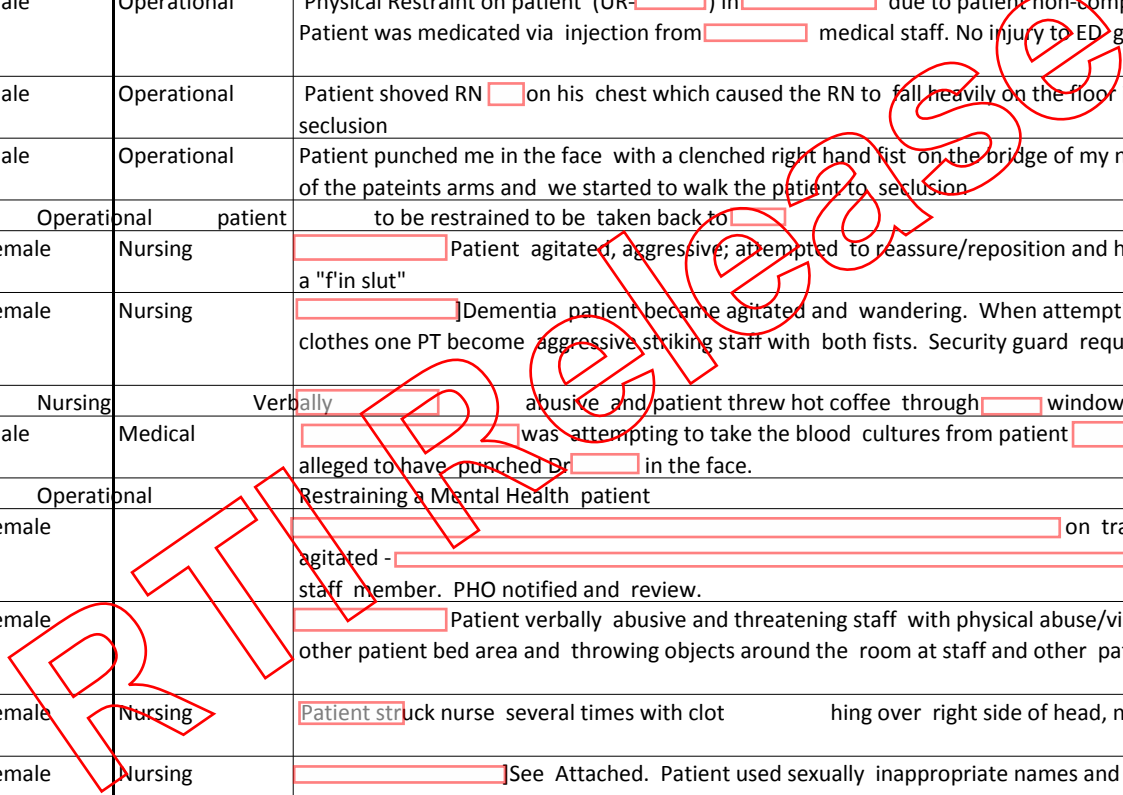 ale Operational Physical Restraint on patient (UR- ) in due to patient non-comp
Patient was medicated via injection from medical staff. No injury to ED g
ale Operational Patient shoved RN on his chest which caused the RN to fall heavily on the floor
seclusion
ale Operational Patient punched me in the face with a clenched right hand fist on the bridge of my n
of the pateints arms and we started to walk the patient to seclusion
Operational patient to be restrained to be taken back to
emale Nursing Patient agitated, aggressive; attempted to reassure/reposition and h
a "f'in slut"
emale Nursing ]Dementia patient became agitated and wandering. When attempt
clothes one PT become aggressive striking staff with both fists. Security guard requ
Nursing Verbally abusive and patient threw hot coffee through window
ale Medical was attempting to take the blood cultures from patient
alleged to have punched Dr in the face.
Operational Restraining a Mental Health patient
emale on tra
agitated -
staff member. PHO notified and review.
emale Patient verbally abusive and threatening staff with physical abuse/vi
other patient bed area and throwing objects around the room at staff and other pa
emale Nursing Patient struck nurse several times with clot hing over right side of head, n
emale Nursing ]See Attached. Patient used sexually inappropriate names and
RTI Release